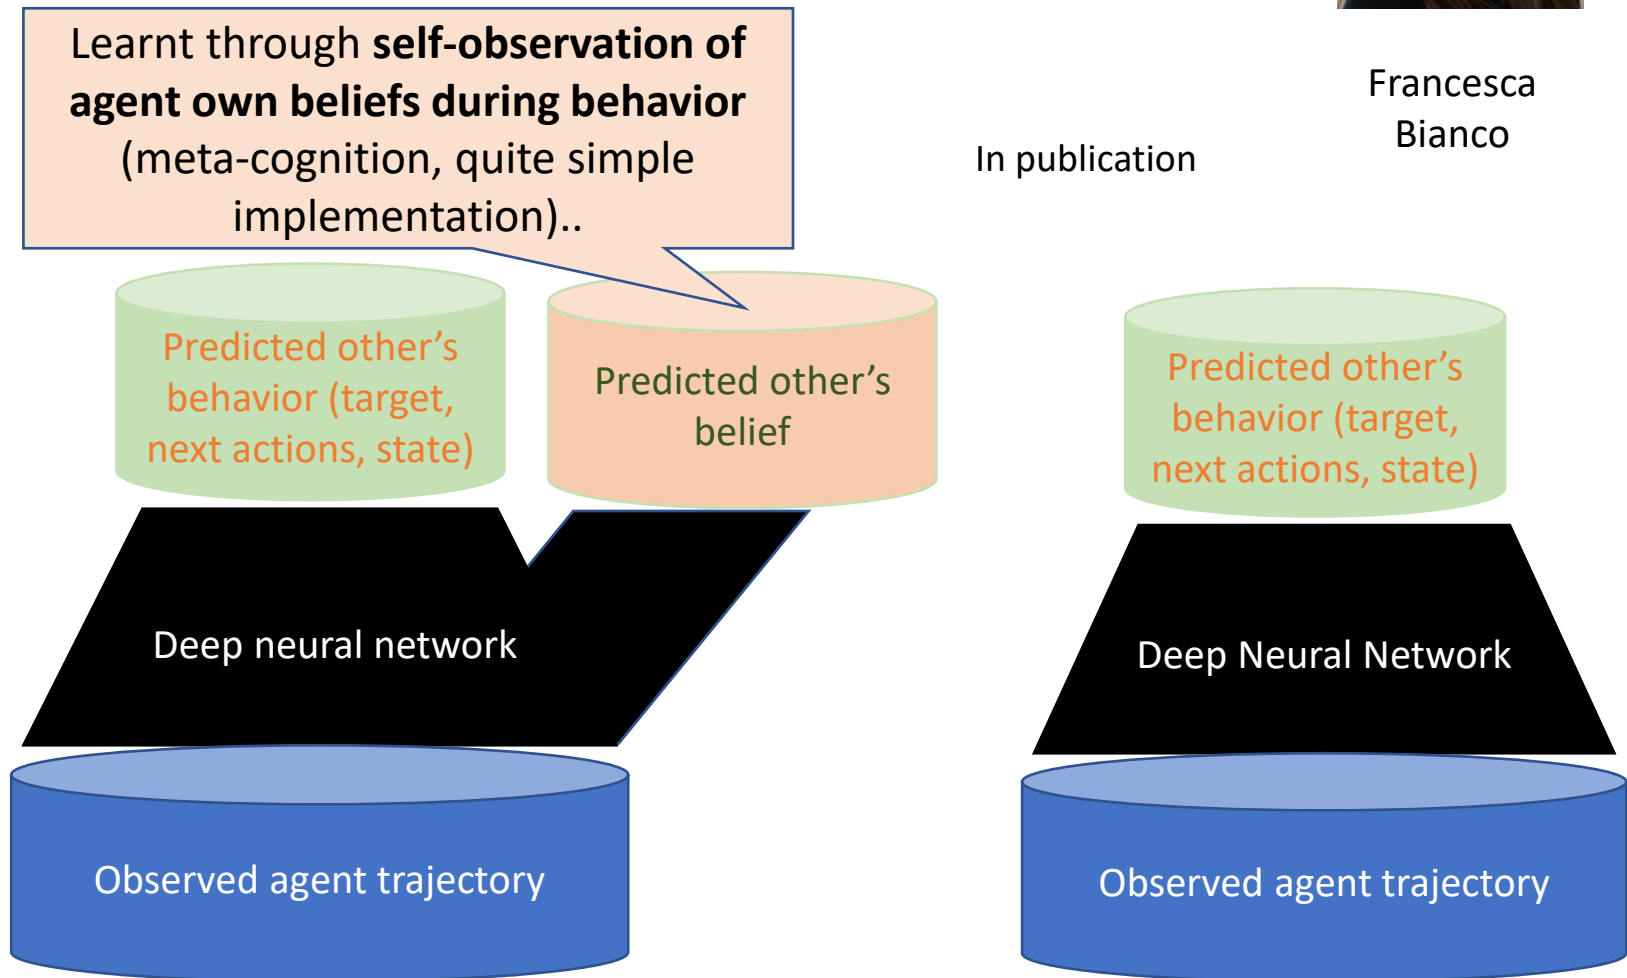 Learnt through self-observation of
agent own beliefs during behavior
(meta-cognition, quite simple
implementation)..
Francesca
Bianco
In publication
Predicted other’s
behavior (target,
next actions, state)
Predicted other’s
belief
Predicted other’s
behavior (target,
next actions, state)
Deep neural network
Deep Neural Network
Observed agent trajectory
Observed agent trajectory